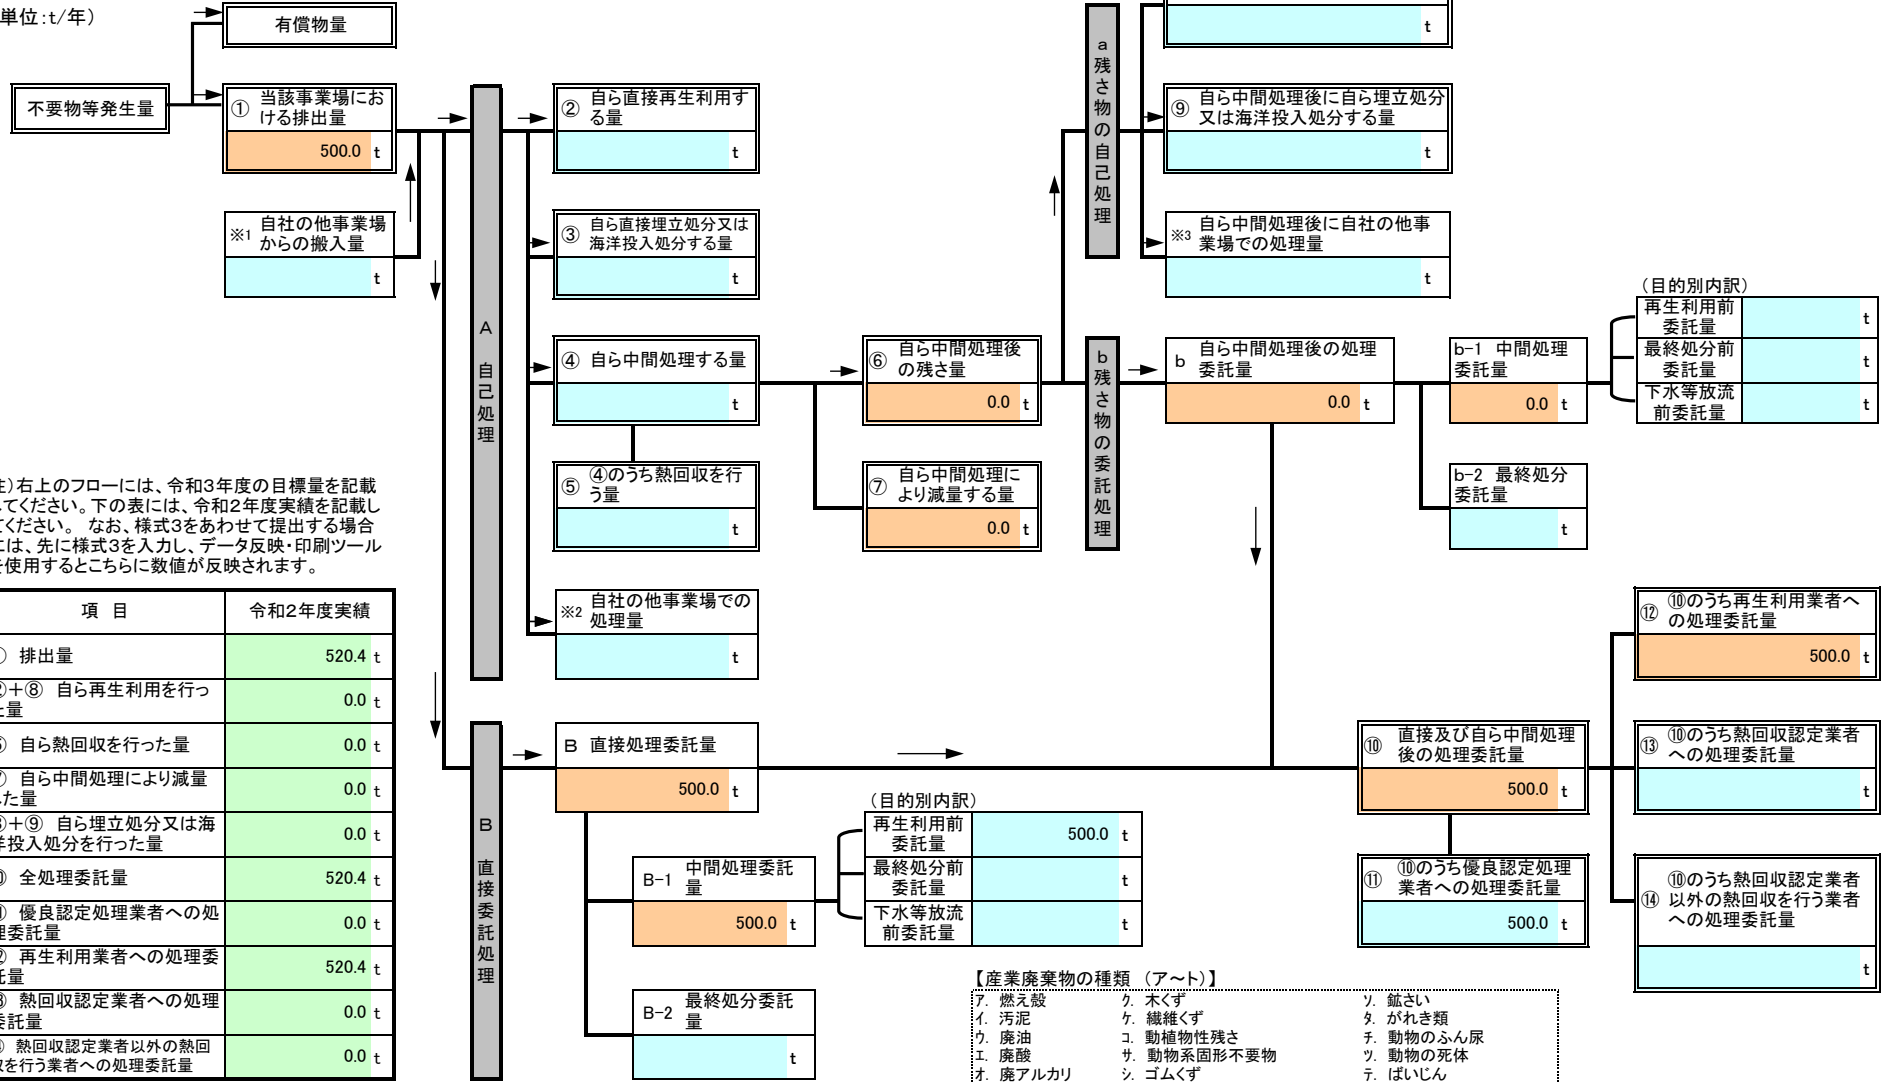 単位:t/年）
有償物量
t
不要物等発生量
①
当該事業場にお
ける排出量
500.0 t
※1
自社の他事業場
からの搬入量
t
A
自
己
処
理
②
自ら直接再生利用す
る量
t
③
自ら直接埋立処分又は
海洋投入処分する量
t
④ 自ら中間処理する量
t
⑤
④のうち熱回収を行
う量
t
※2
自社の他事業場での
処理量
t
⑥
自ら中間処理後
の残さ量
0.0 t
⑦
自ら中間処理に
より減量する量
0.0 t
a
残
さ
物
の
自
己
処
理
⑨
自ら中間処理後に自ら埋立処分
又は海洋投入処分する量
t
※3
自ら中間処理後に自社の他事
業場での処理量
t
b
残
さ
物
の
委
託
処
理
b
自ら中間処理後の処理
委託量
0.0 t
b-1 中間処理
委託量
0.0 t
b-2 最終処分
委託量
t
（目的別内訳）
再生利用前
委託量
t
最終処分前
委託量
t
下水等放流
前委託量
t
右上のフローには、令和3年度の目標量を記載
してください。下の表には、令和2年度実績を記載し
てください。 なお、様式3をあわせて提出する場合
には、先に様式3を入力し、データ反映・印刷ツール
を使用するとこちらに数値が反映されます。
項 目 令和2年度実績
排出量 520.4 t
＋⑧ 自ら再生利用を行っ
た量
0.0 t
自ら熱回収を行った量 0.0 t
自ら中間処理により減量
した量
0.0 t
＋⑨ 自ら埋立処分又は海
洋投入処分を行った量
0.0 t
全処理委託量 520.4 t
優良認定処理業者への処
理委託量
0.0 t
再生利用業者への処理委
託量
520.4 t
熱回収認定業者への処理
委託量
0.0 t
熱回収認定業者以外の熱回
収を行う業者への処理委託量
0.0 t
B
直
接
委
託
処
理
B 直接処理委託量
500.0 t
B-1
中間処理委託
量
500.0 t
B-2
最終処分委託
量
t
（目的別内訳）
再生利用前
委託量
500.0 t
最終処分前
委託量
t
下水等放流
前委託量
t
⑩
直接及び自ら中間処理
後の処理委託量
500.0 t
⑪
⑩のうち優良認定処理
業者への処理委託量
500.0 t
⑫
⑩のうち再生利用業者へ
の処理委託量
500.0 t
⑬
⑩のうち熱回収認定業者
への処理委託量
t
⑭
⑩のうち熱回収認定業者
以外の熱回収を行う業者
への処理委託量
t
【産業廃棄物の種類 （ア～ト）】
ア. 燃え殻 ク. 木くず ソ. 鉱さい
イ. 汚泥 ケ. 繊維くず タ. がれき類
ウ. 廃油 コ. 動植物性残さ チ. 動物のふん尿
エ. 廃酸 サ. 動物系固形不要物 ツ. 動物の死体
オ. 廃アルカリ シ. ゴムくず テ. ばいじん